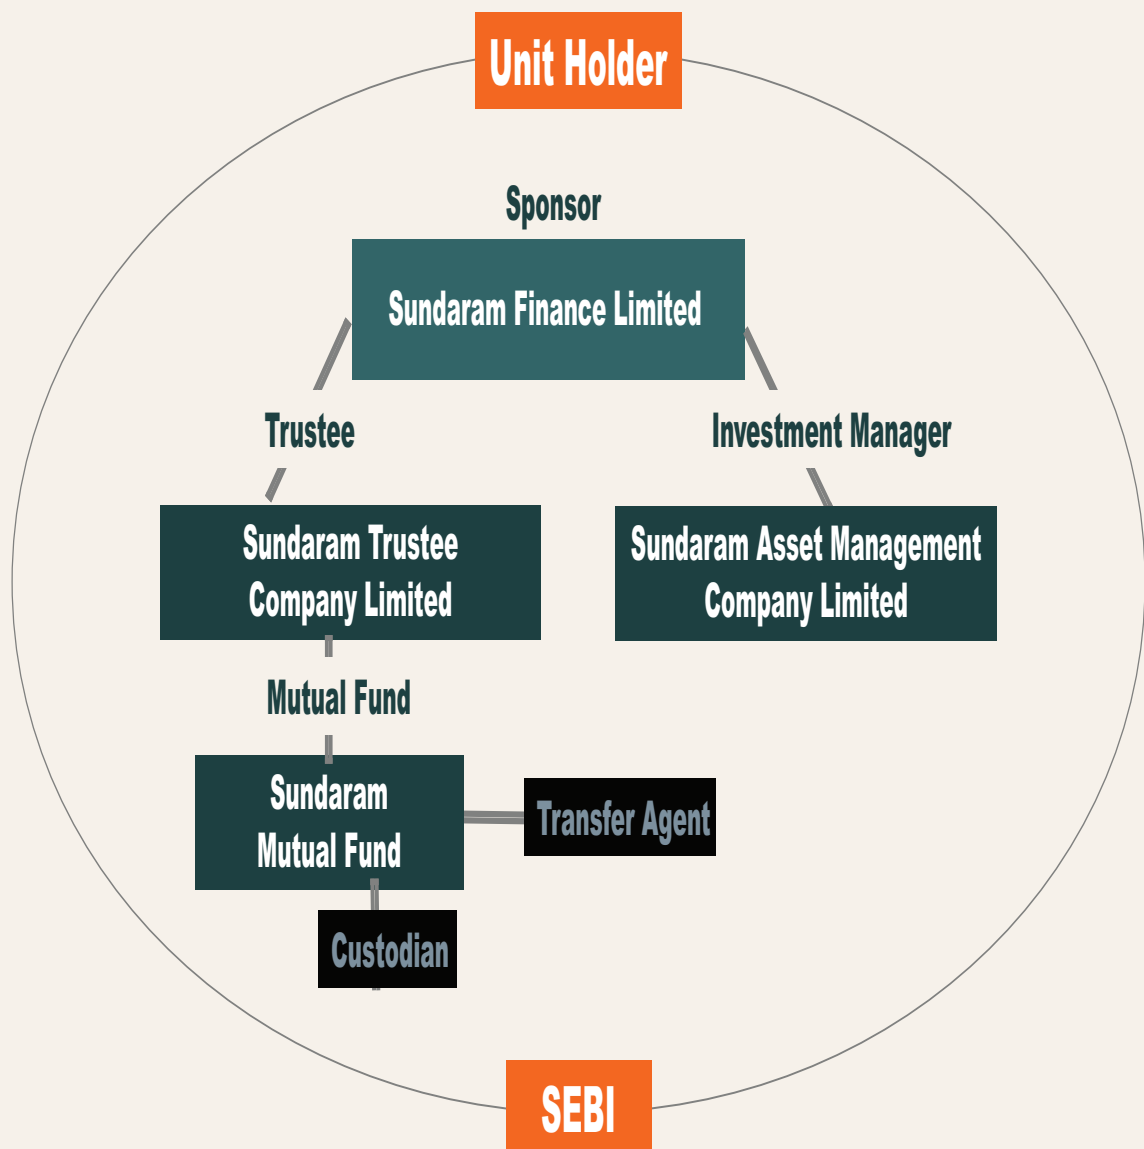 Unit Holder
Sponsor
Sundaram Finance Limited
Trustee
Investment Manager
Sundaram Trustee
Company Limited
Sundaram Asset Management
Company Limited
Mutual Fund
Sundaram
Mutual Fund
Transfer Agent
Custodian
SEBI